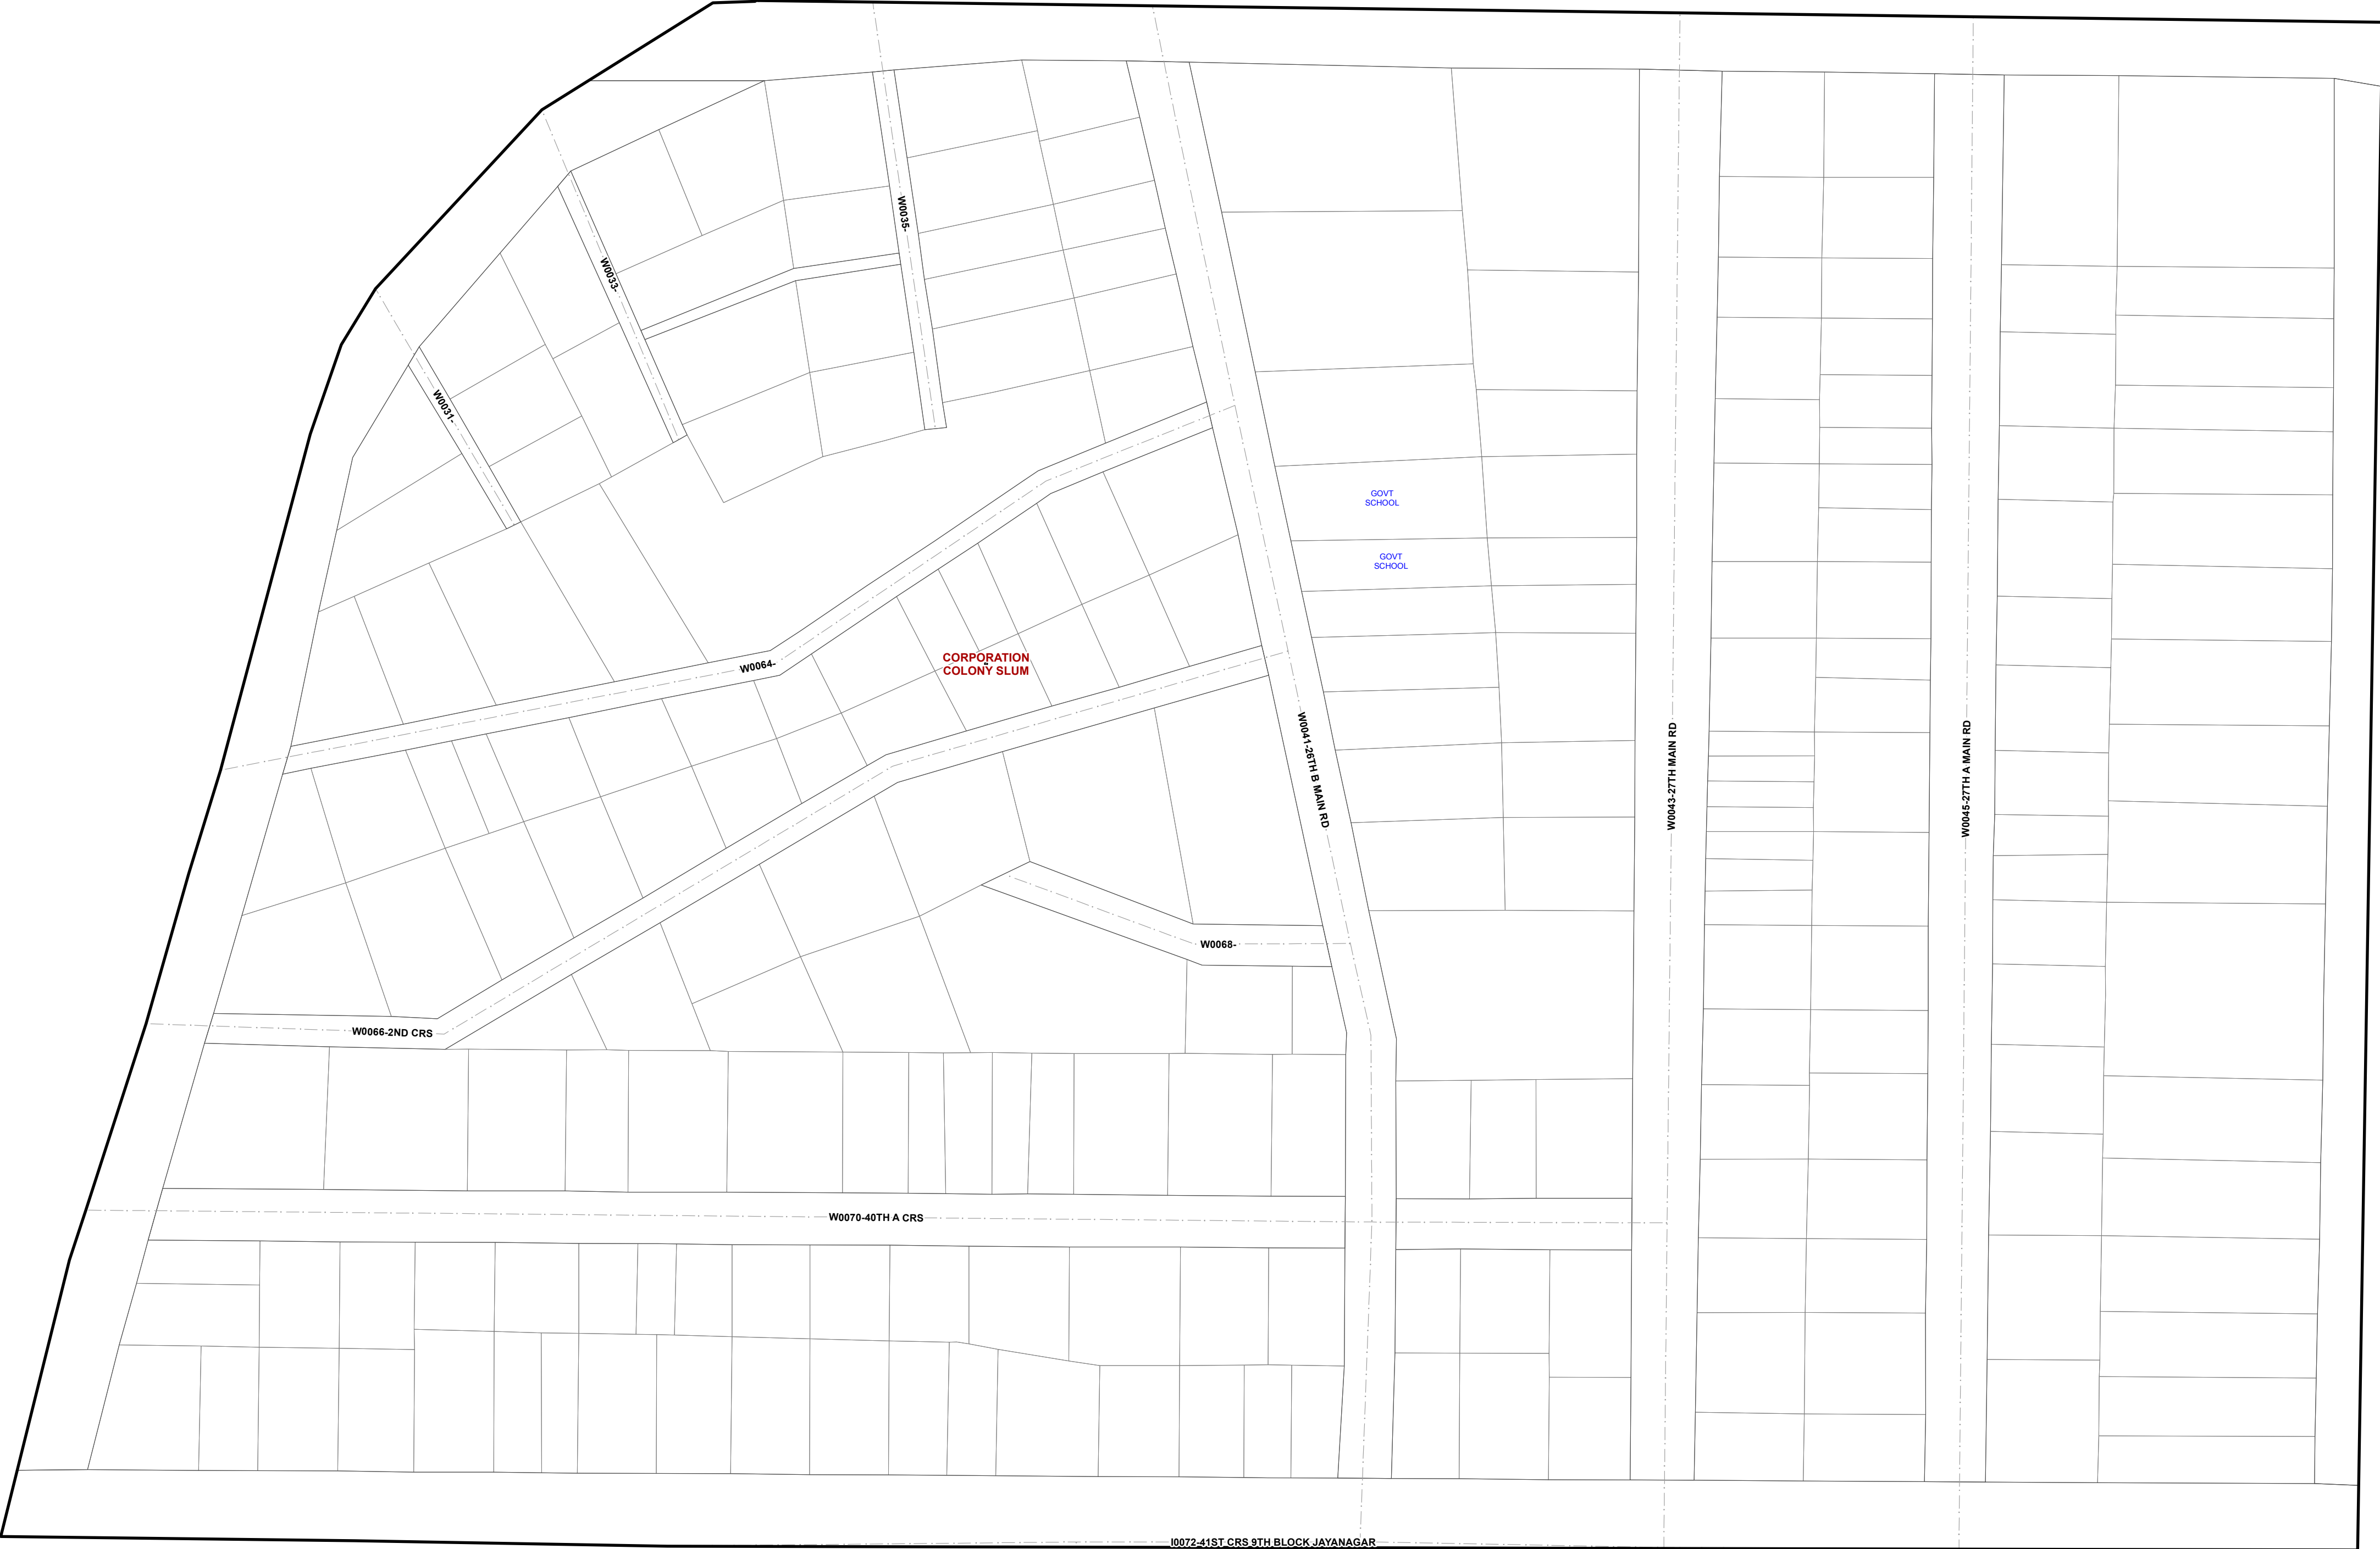 W0035-
W0033-
W0031-
GOVT
SCHOOL
GOVT
SCHOOL
W0064-
CORPORATION
-
COLONY SLUM
W0041-26TH B MAIN RD
W0043-27TH MAIN RD
W0045-27TH A MAIN RD
W0068-
W0066-2ND CRS
W0070-40TH A CRS
I0072-41ST CRS 9TH BLOCK JAYANAGAR